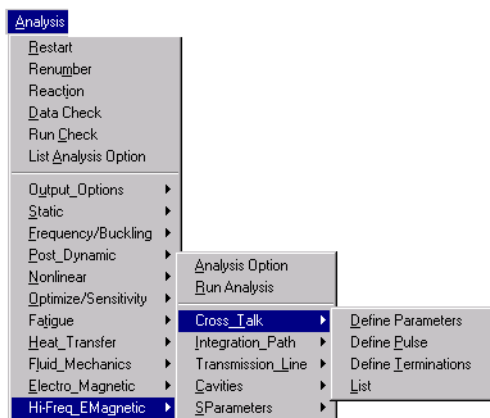 Analysis
Restart
Renumber
Reaction
Data Check
Run Check
List Analysis Option
Output_Options
Static
Frequency/Buckling
Post_Dynamic
Nonlinear
Optimize/Sensitivity
Fatigue
Heat_Transfer
Fluid_Mechanics
Electro_Magnetic
Hi-Freq_EMagnetic
Analysis Option
Run Analysis
Cross_Talk
Integration_Path
Transmission_Line
Cavities
SParameters
Define Parameters
Define Pulse
Define Terminations
List